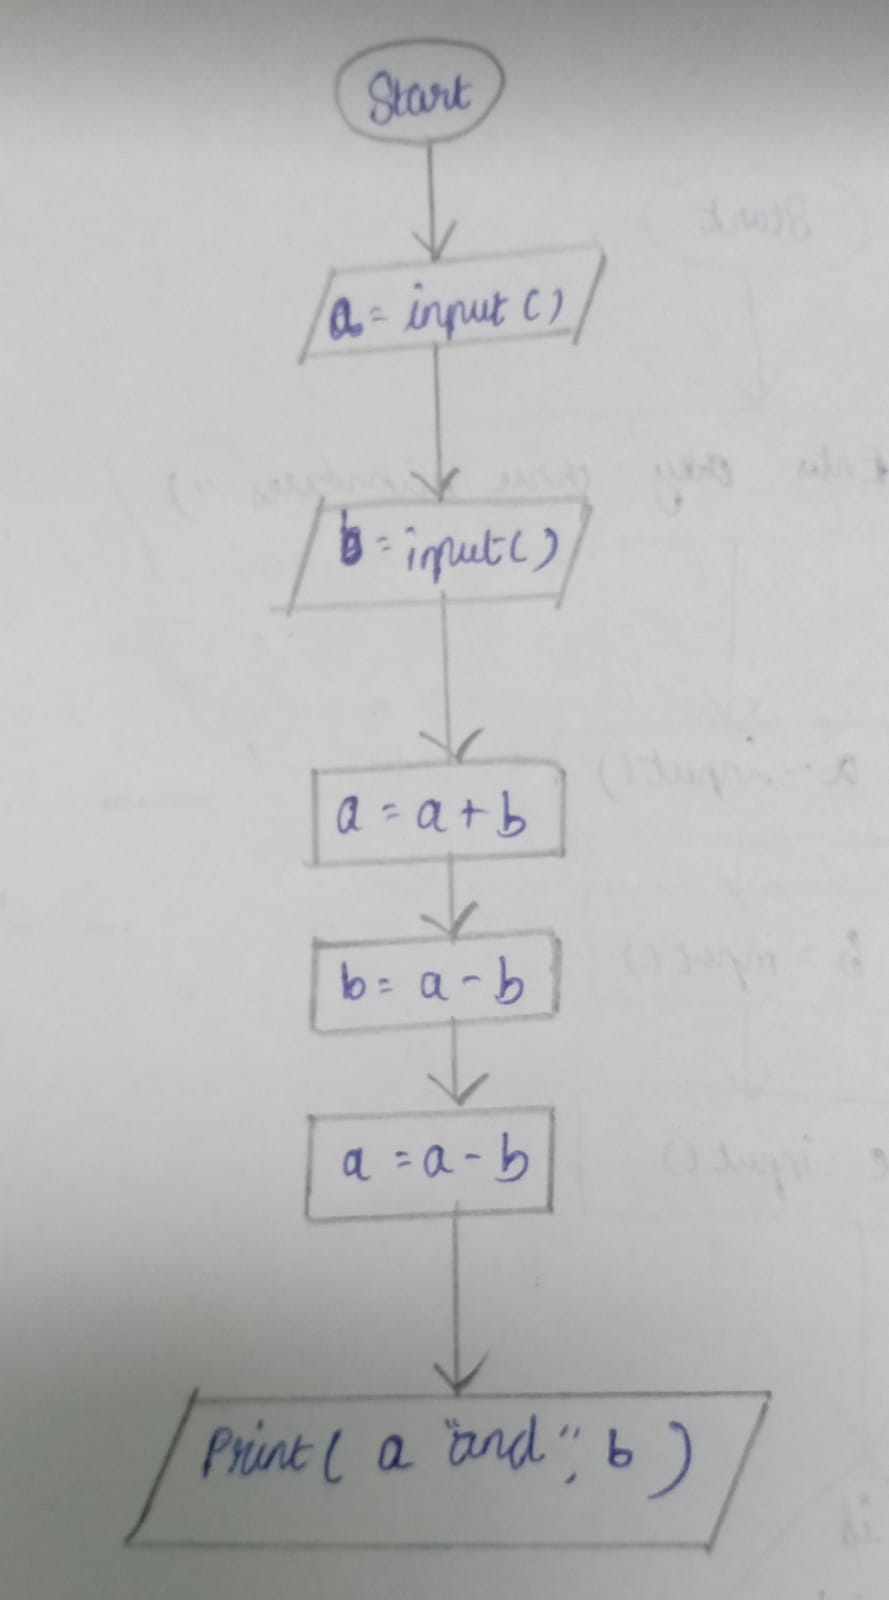 Start
a = input ()
b = input()
a = a + b
b = a - b
a = a - b
Print( a "and", b )